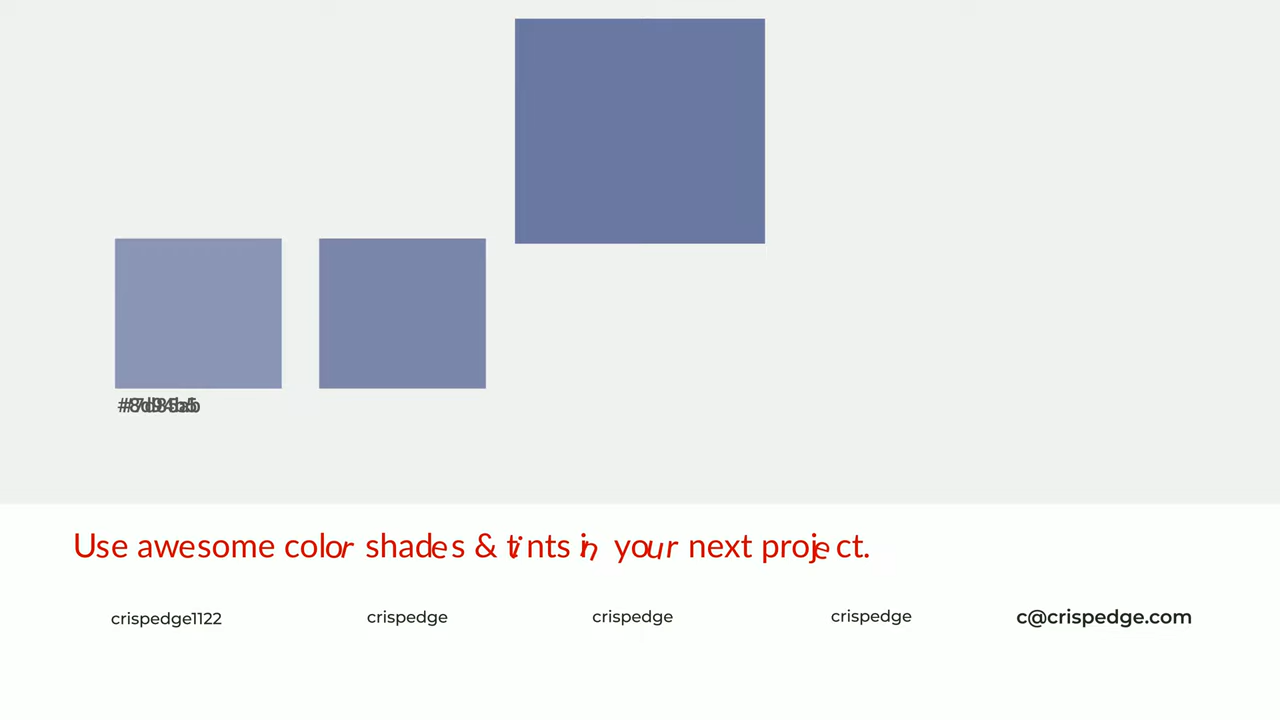 Use awesome color shades & tints in your next project.
crispedge1122 crispedge crispedge crispedge c@crispedge.com